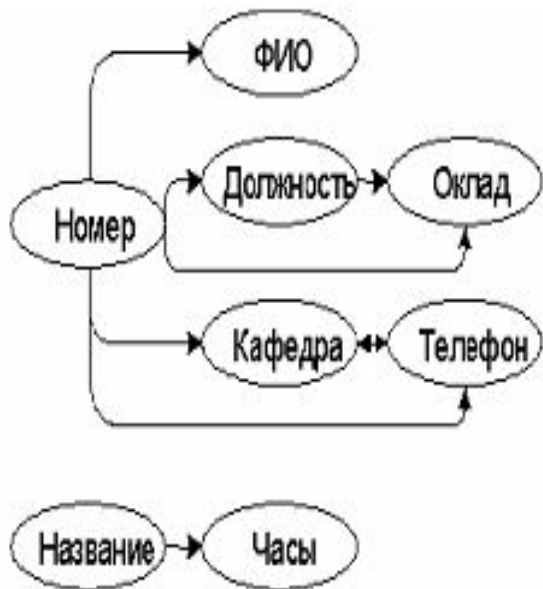 ФИО
Должность
Оклад
Номер
Кафедра
Телефон
Название
Часы